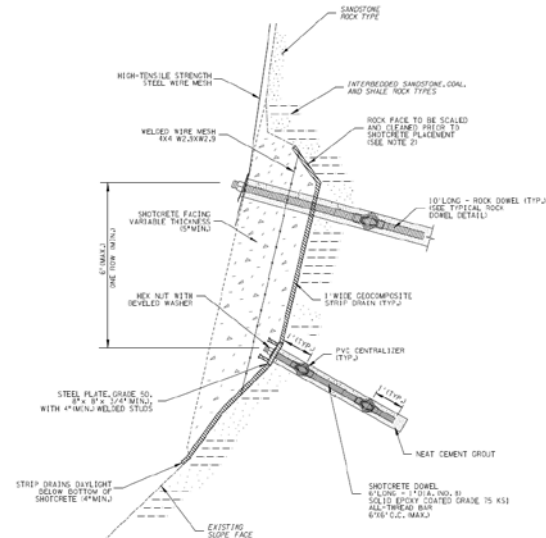 SANDSTONE
ROCK TYPE
HIGH-TENSILE STRENGTH
STEEL WIRE MESH
INTERBEDDED SANDSTONE, COAL,
AND SHALE ROCK TYPES
WELDED WIRE MESH
4X4 W2.9XW2.9
ROCK FACE TO BE SCALED
AND CLEANED PRIOR TO
SHOTCRETE PLACEMENT
(SEE NOTE 2)
10' LONG - ROCK DOWEL (TYP.)
(SEE TYPICAL ROCK
DOWEL DETAIL)
SHOTCRETE FACING
VARIABLE THICKNESS
(5" MIN.)
6' (MAX.)
ONE ROW (MIN.)
1' WIDE GEOCOMPOSITE
STRIP DRAIN (TYP.)
HEX NUT WITH
BEVELED WASHER
1' (TYP.)
PVC CENTRALIZER
(TYP.)
1' (TYP.)
STEEL PLATE, GRADE 50,
8" x 8" x 3/4" (MIN.),
WITH 4" (MIN.) WELDED STUDS
NEAT CEMENT GROUT
STRIP DRAINS DAYLIGHT
BELOW BOTTOM OF
SHOTCRETE (4" MIN.)
SHOTCRETE DOWEL
6' LONG - 1" DIA. (NO. 8)
SOLID EPOXY COATED GRADE 75 KSI
ALL-THREAD BAR
6'X6' C.C. (MAX.)
EXISTING
SLOPE FACE